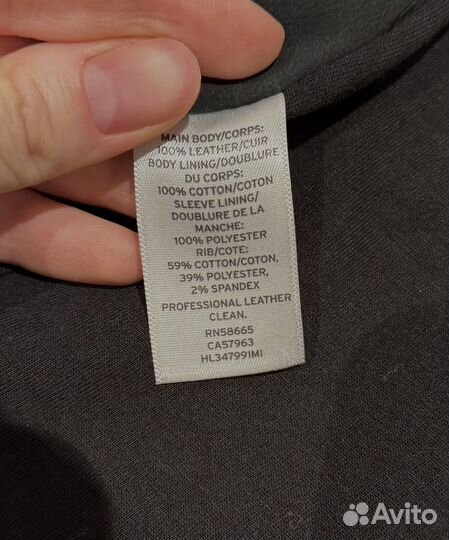 MAIN BODY/CORPS:
100% LEATHER/CUIR
BODY LINING/DOUBLURE
DU CORPS:
100% COTTON/COTON
SLEEVE LINING/
DOUBLURE DE LA
MANCHE:
100% POLYESTER
RIB/COTE:
59% COTTON/COTON,
39% POLYESTER,
2% SPANDEX
PROFESSIONAL LEATHER
CLEAN.
RN58665
CA57963
HL347991M1
Avito